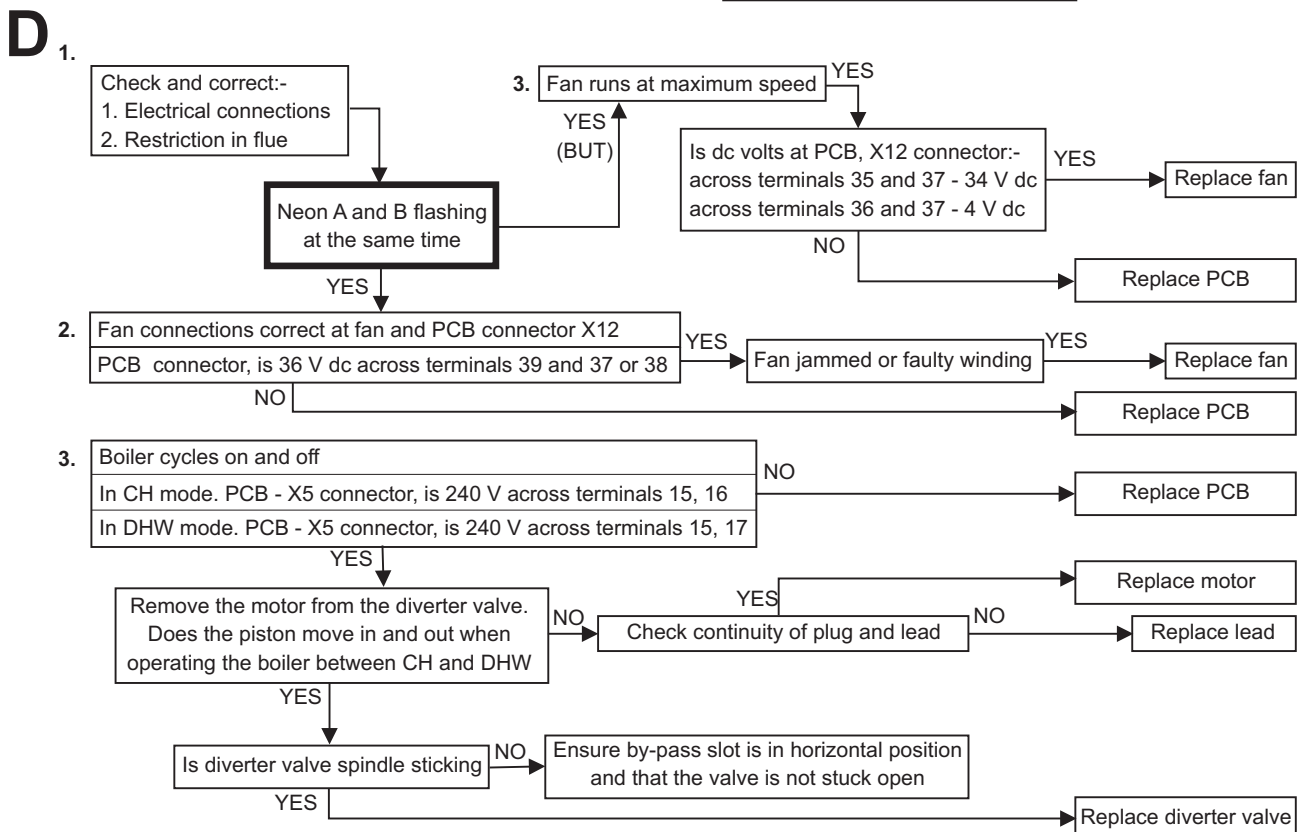 D
1.
Check and correct:-
1. Electrical connections
2. Restriction in flue
Neon A and B flashing
at the same time
YES
(BUT)
3.
Fan runs at maximum speed
YES
Is dc volts at PCB, X12 connector:-
across terminals 35 and 37 - 34 V dc
across terminals 36 and 37 - 4 V dc
YES
Replace fan
NO
Replace PCB
YES
2.
Fan connections correct at fan and PCB connector X12
PCB connector, is 36 V dc across terminals 39 and 37 or 38
YES
Fan jammed or faulty winding
YES
Replace fan
NO
Replace PCB
3.
Boiler cycles on and off
In CH mode. PCB - X5 connector, is 240 V across terminals 15, 16
In DHW mode. PCB - X5 connector, is 240 V across terminals 15, 17
NO
Replace PCB
YES
Remove the motor from the diverter valve.
Does the piston move in and out when
operating the boiler between CH and DHW
NO
Check continuity of plug and lead
YES
Replace motor
NO
Replace lead
YES
Is diverter valve spindle sticking
NO
Ensure by-pass slot is in horizontal position
and that the valve is not stuck open
YES
Replace diverter valve